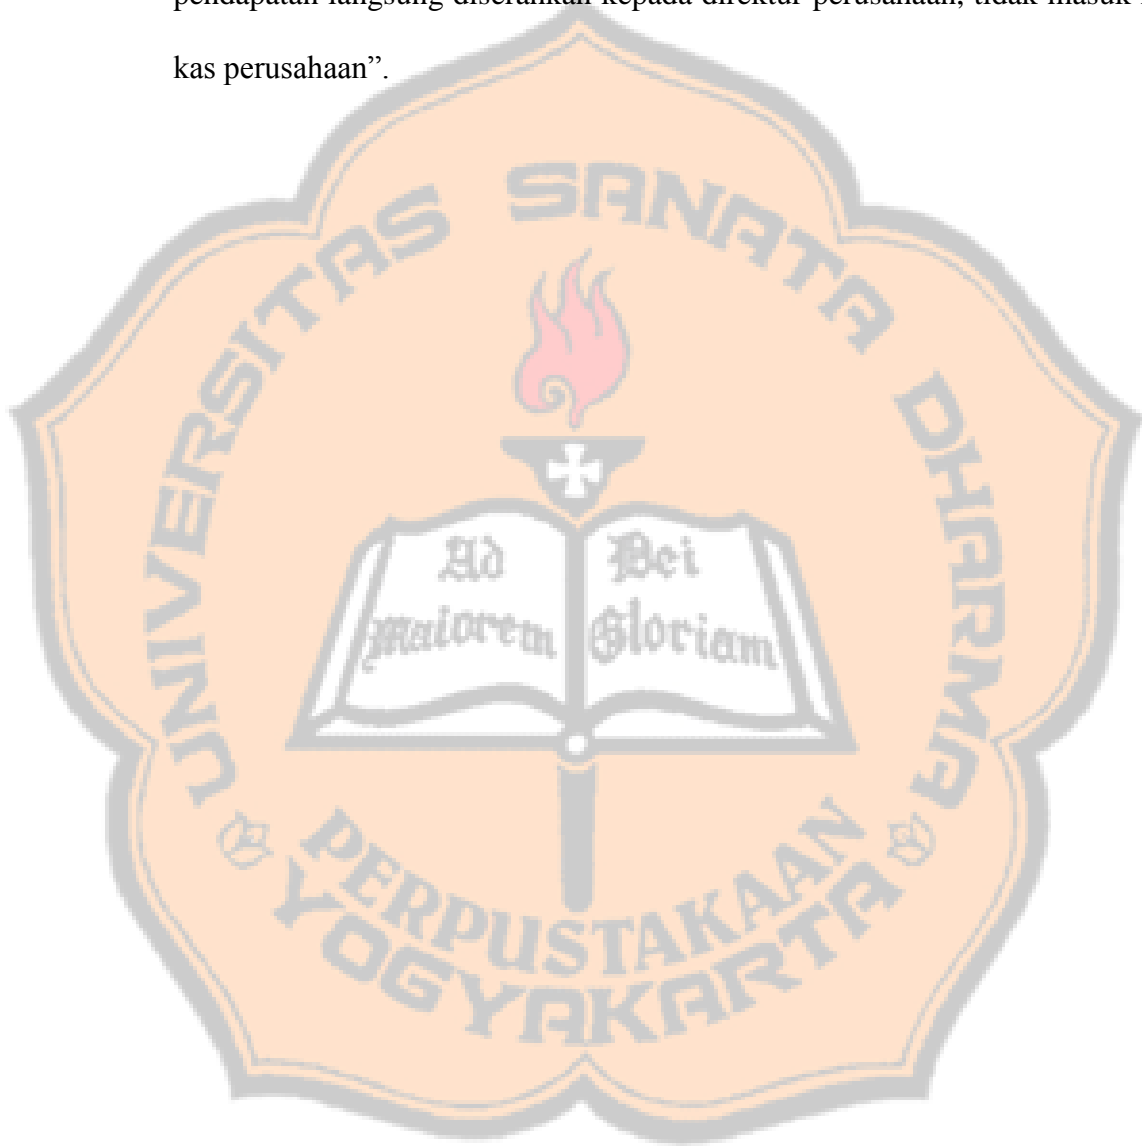 pendapatan langsung diserahkan kepada direktur perusahaan, tidak masuk
kas perusahaan”.
UNIVERSITAS SANATA DHARMA
Ad Dei
Maiorem Gloriam
PERPUSTAKAAN
YOGYAKARTA